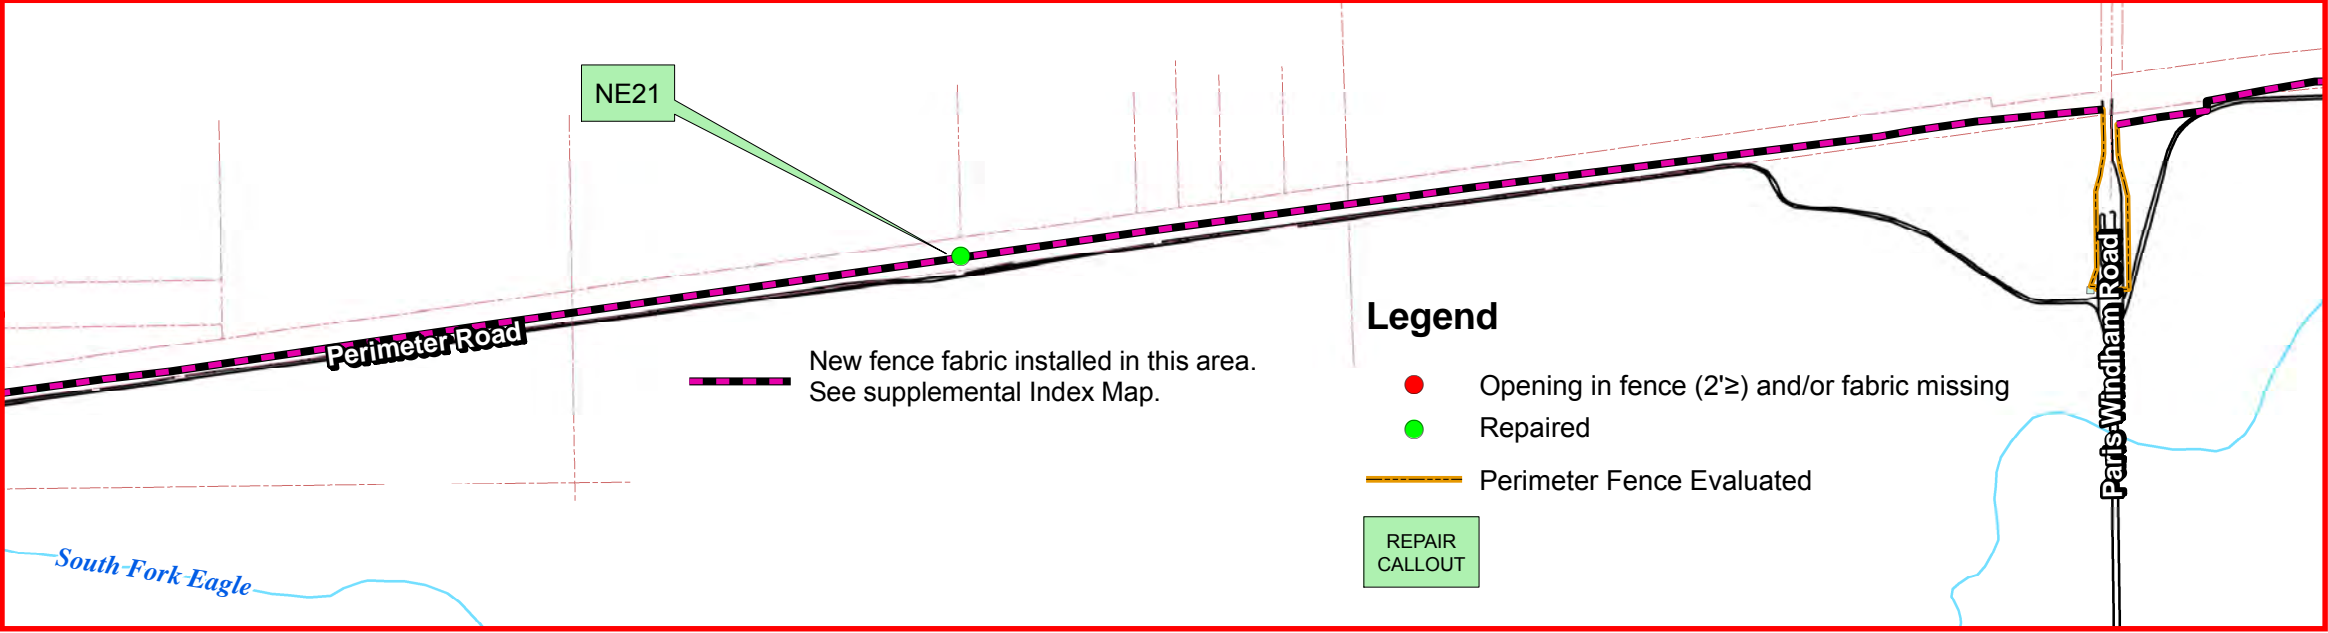 NE21
Perimeter Road
New fence fabric installed in this area.
See supplemental Index Map.
Legend
Opening in fence (2'≥) and/or fabric missing
Repaired
Perimeter Fence Evaluated
REPAIR
CALLOUT
Paris-Windham Road
South Fork Eagle